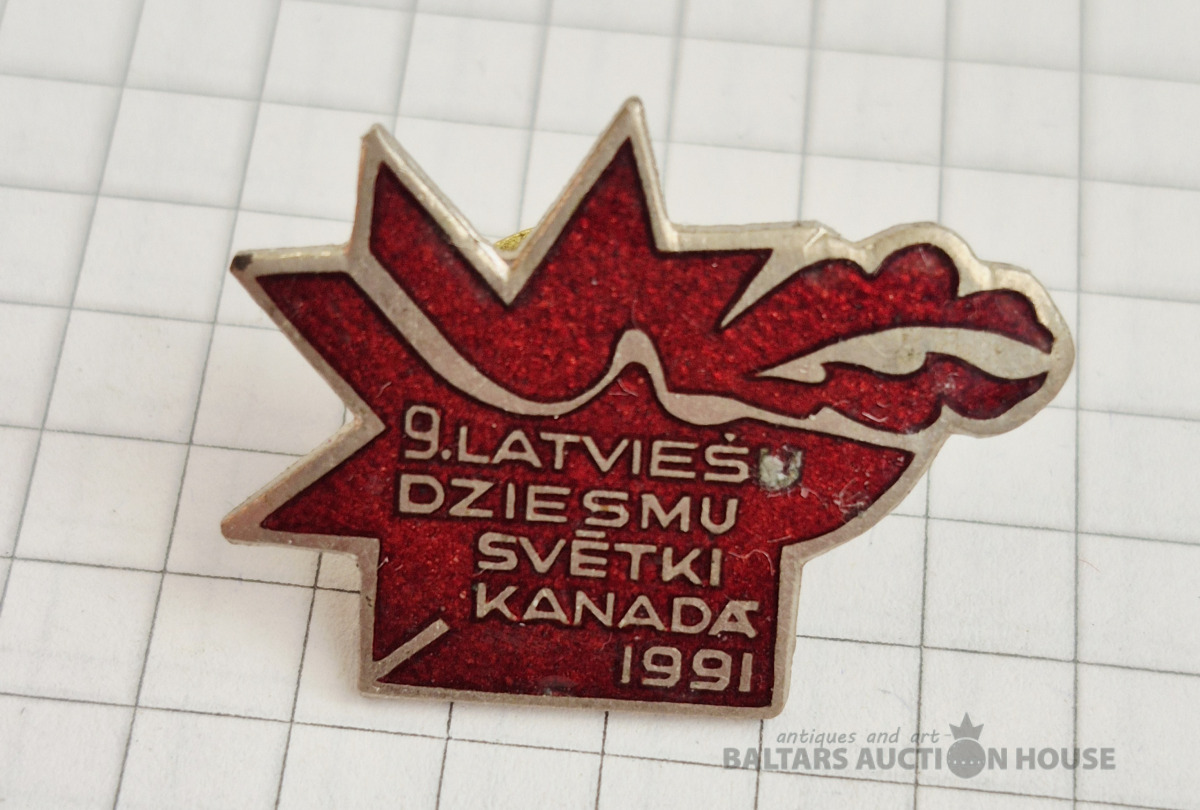 9. LATVIEŠU
DZIESMU
SVĒTKI
KANADĀ
1991
antiques and art
BALTARS AUCTION HOUSE